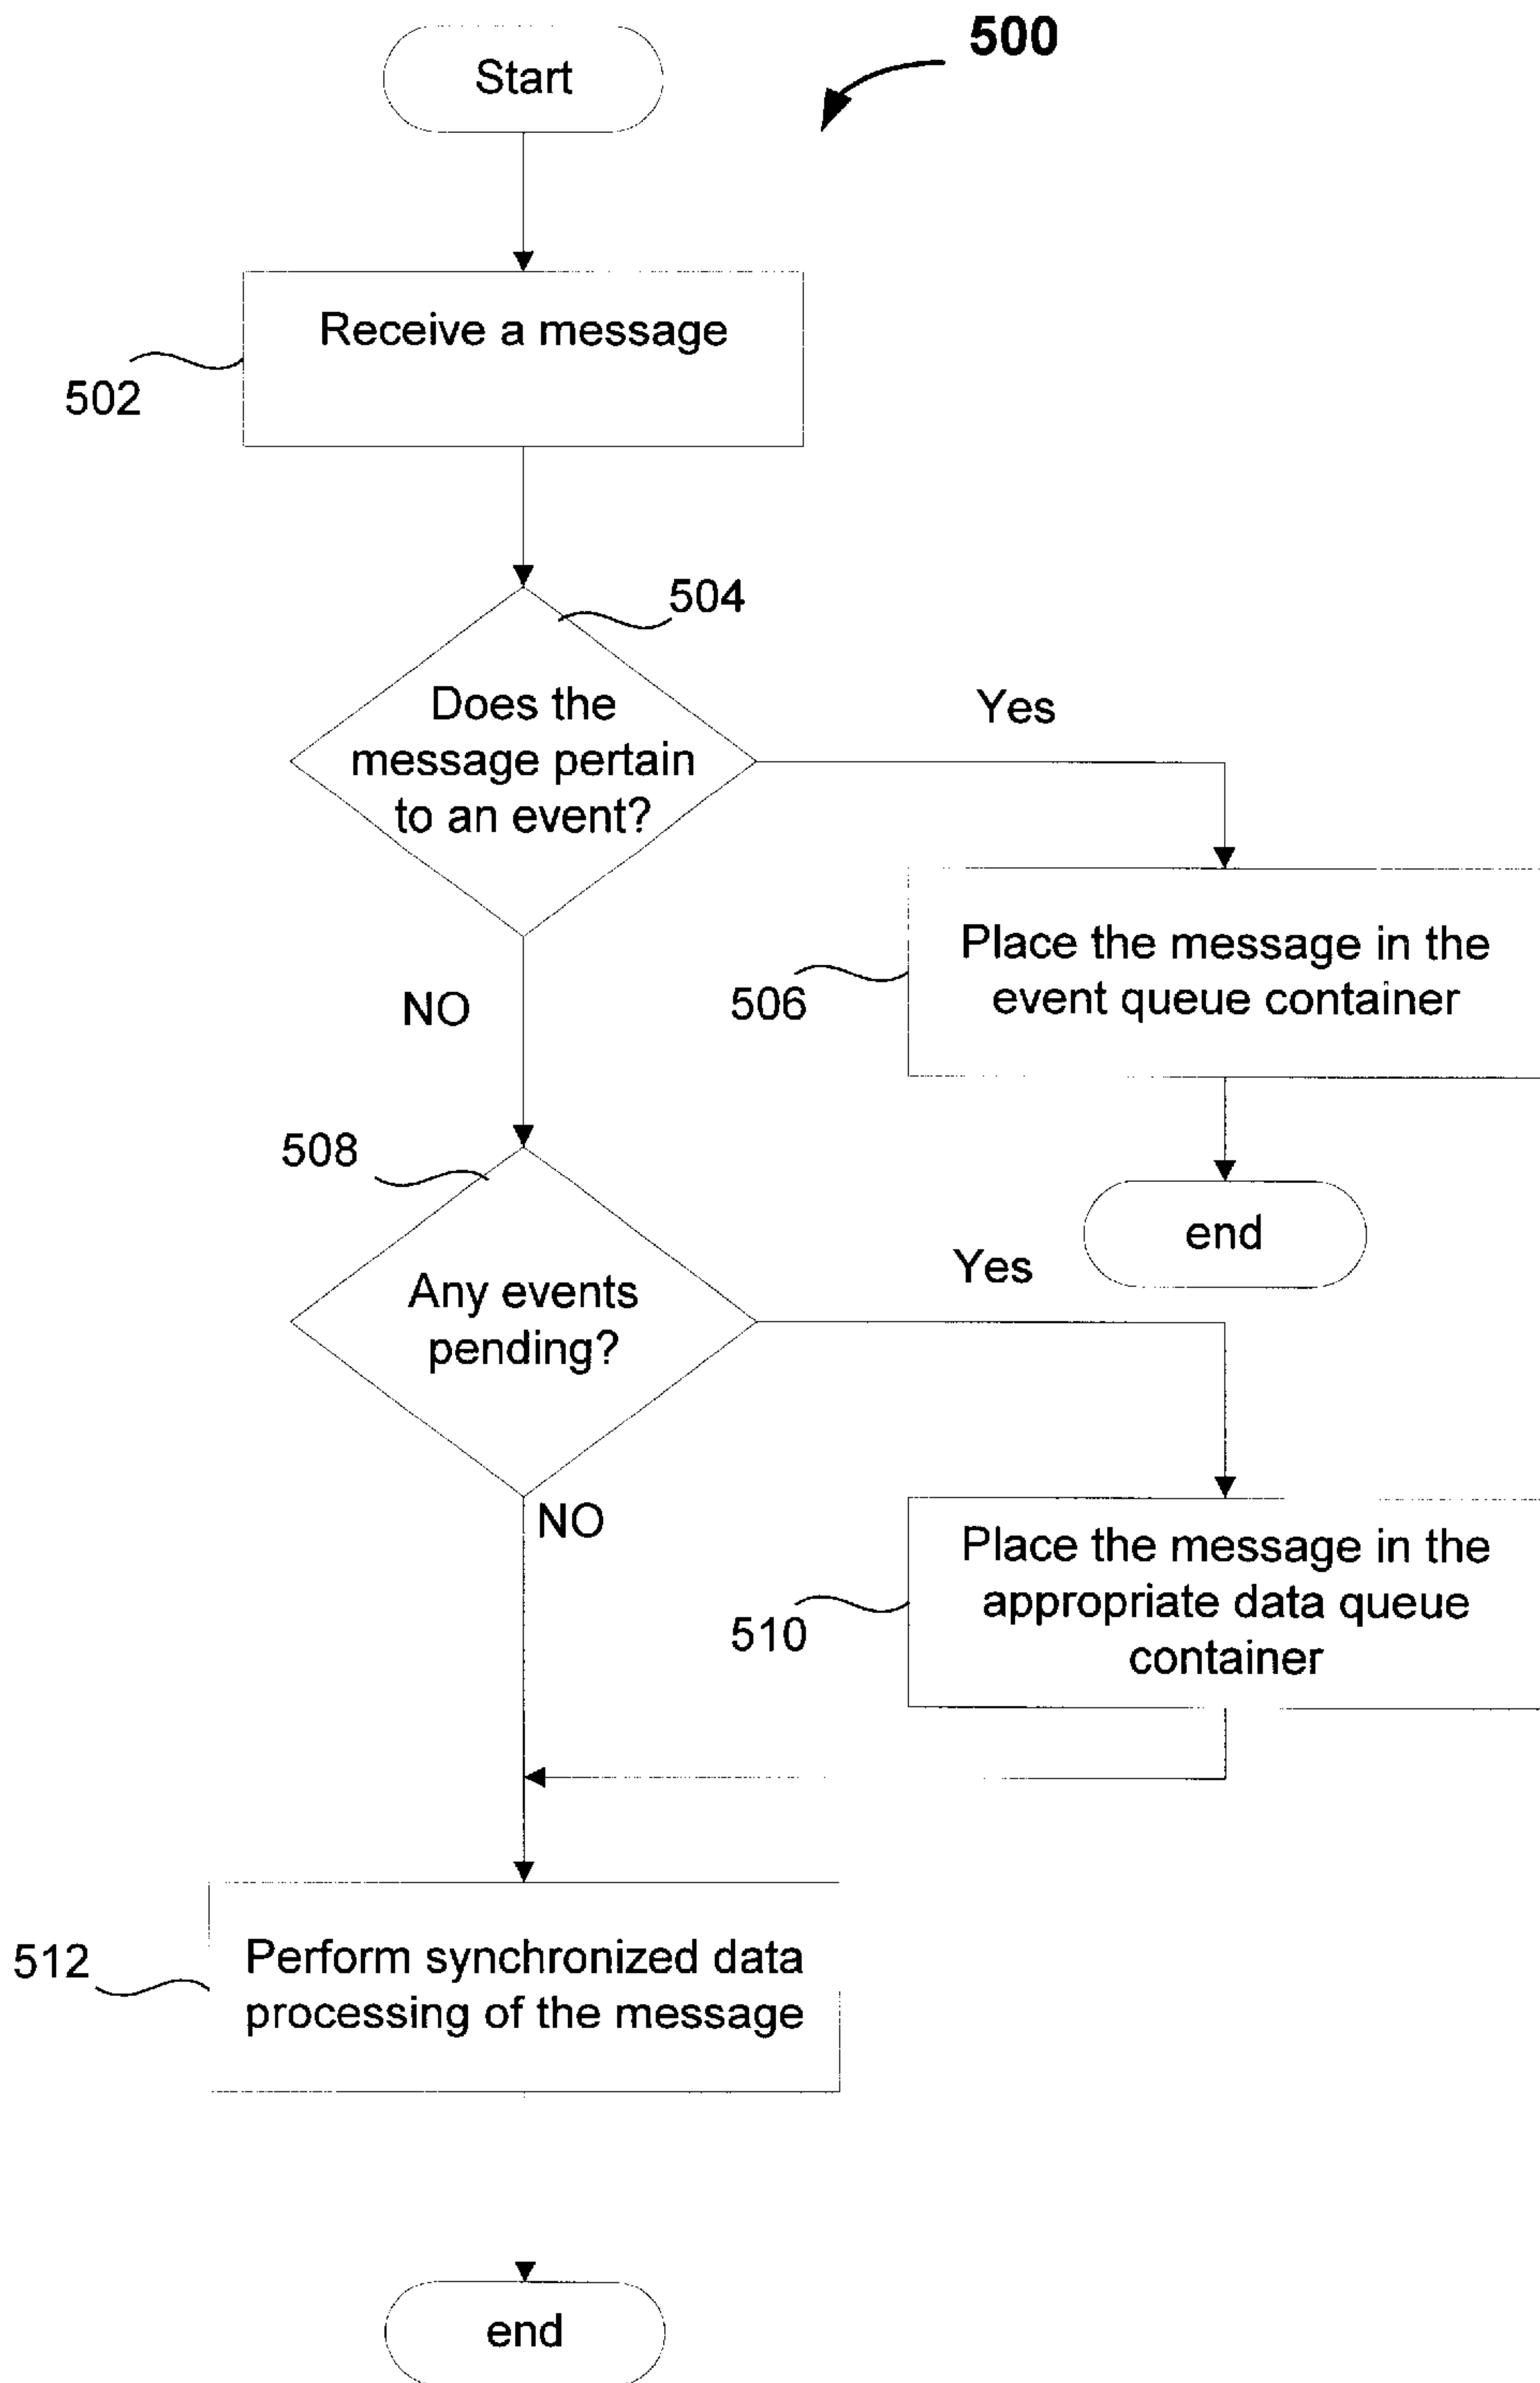 500
Start
Receive a message
502
504
Does the
message pertain
to an event?
Yes
Place the message in the
event queue container
506
NO
end
508
Any events
pending?
Yes
NO
Place the message in the
appropriate data queue
container
510
Perform synchronized data
processing of the message
512
end